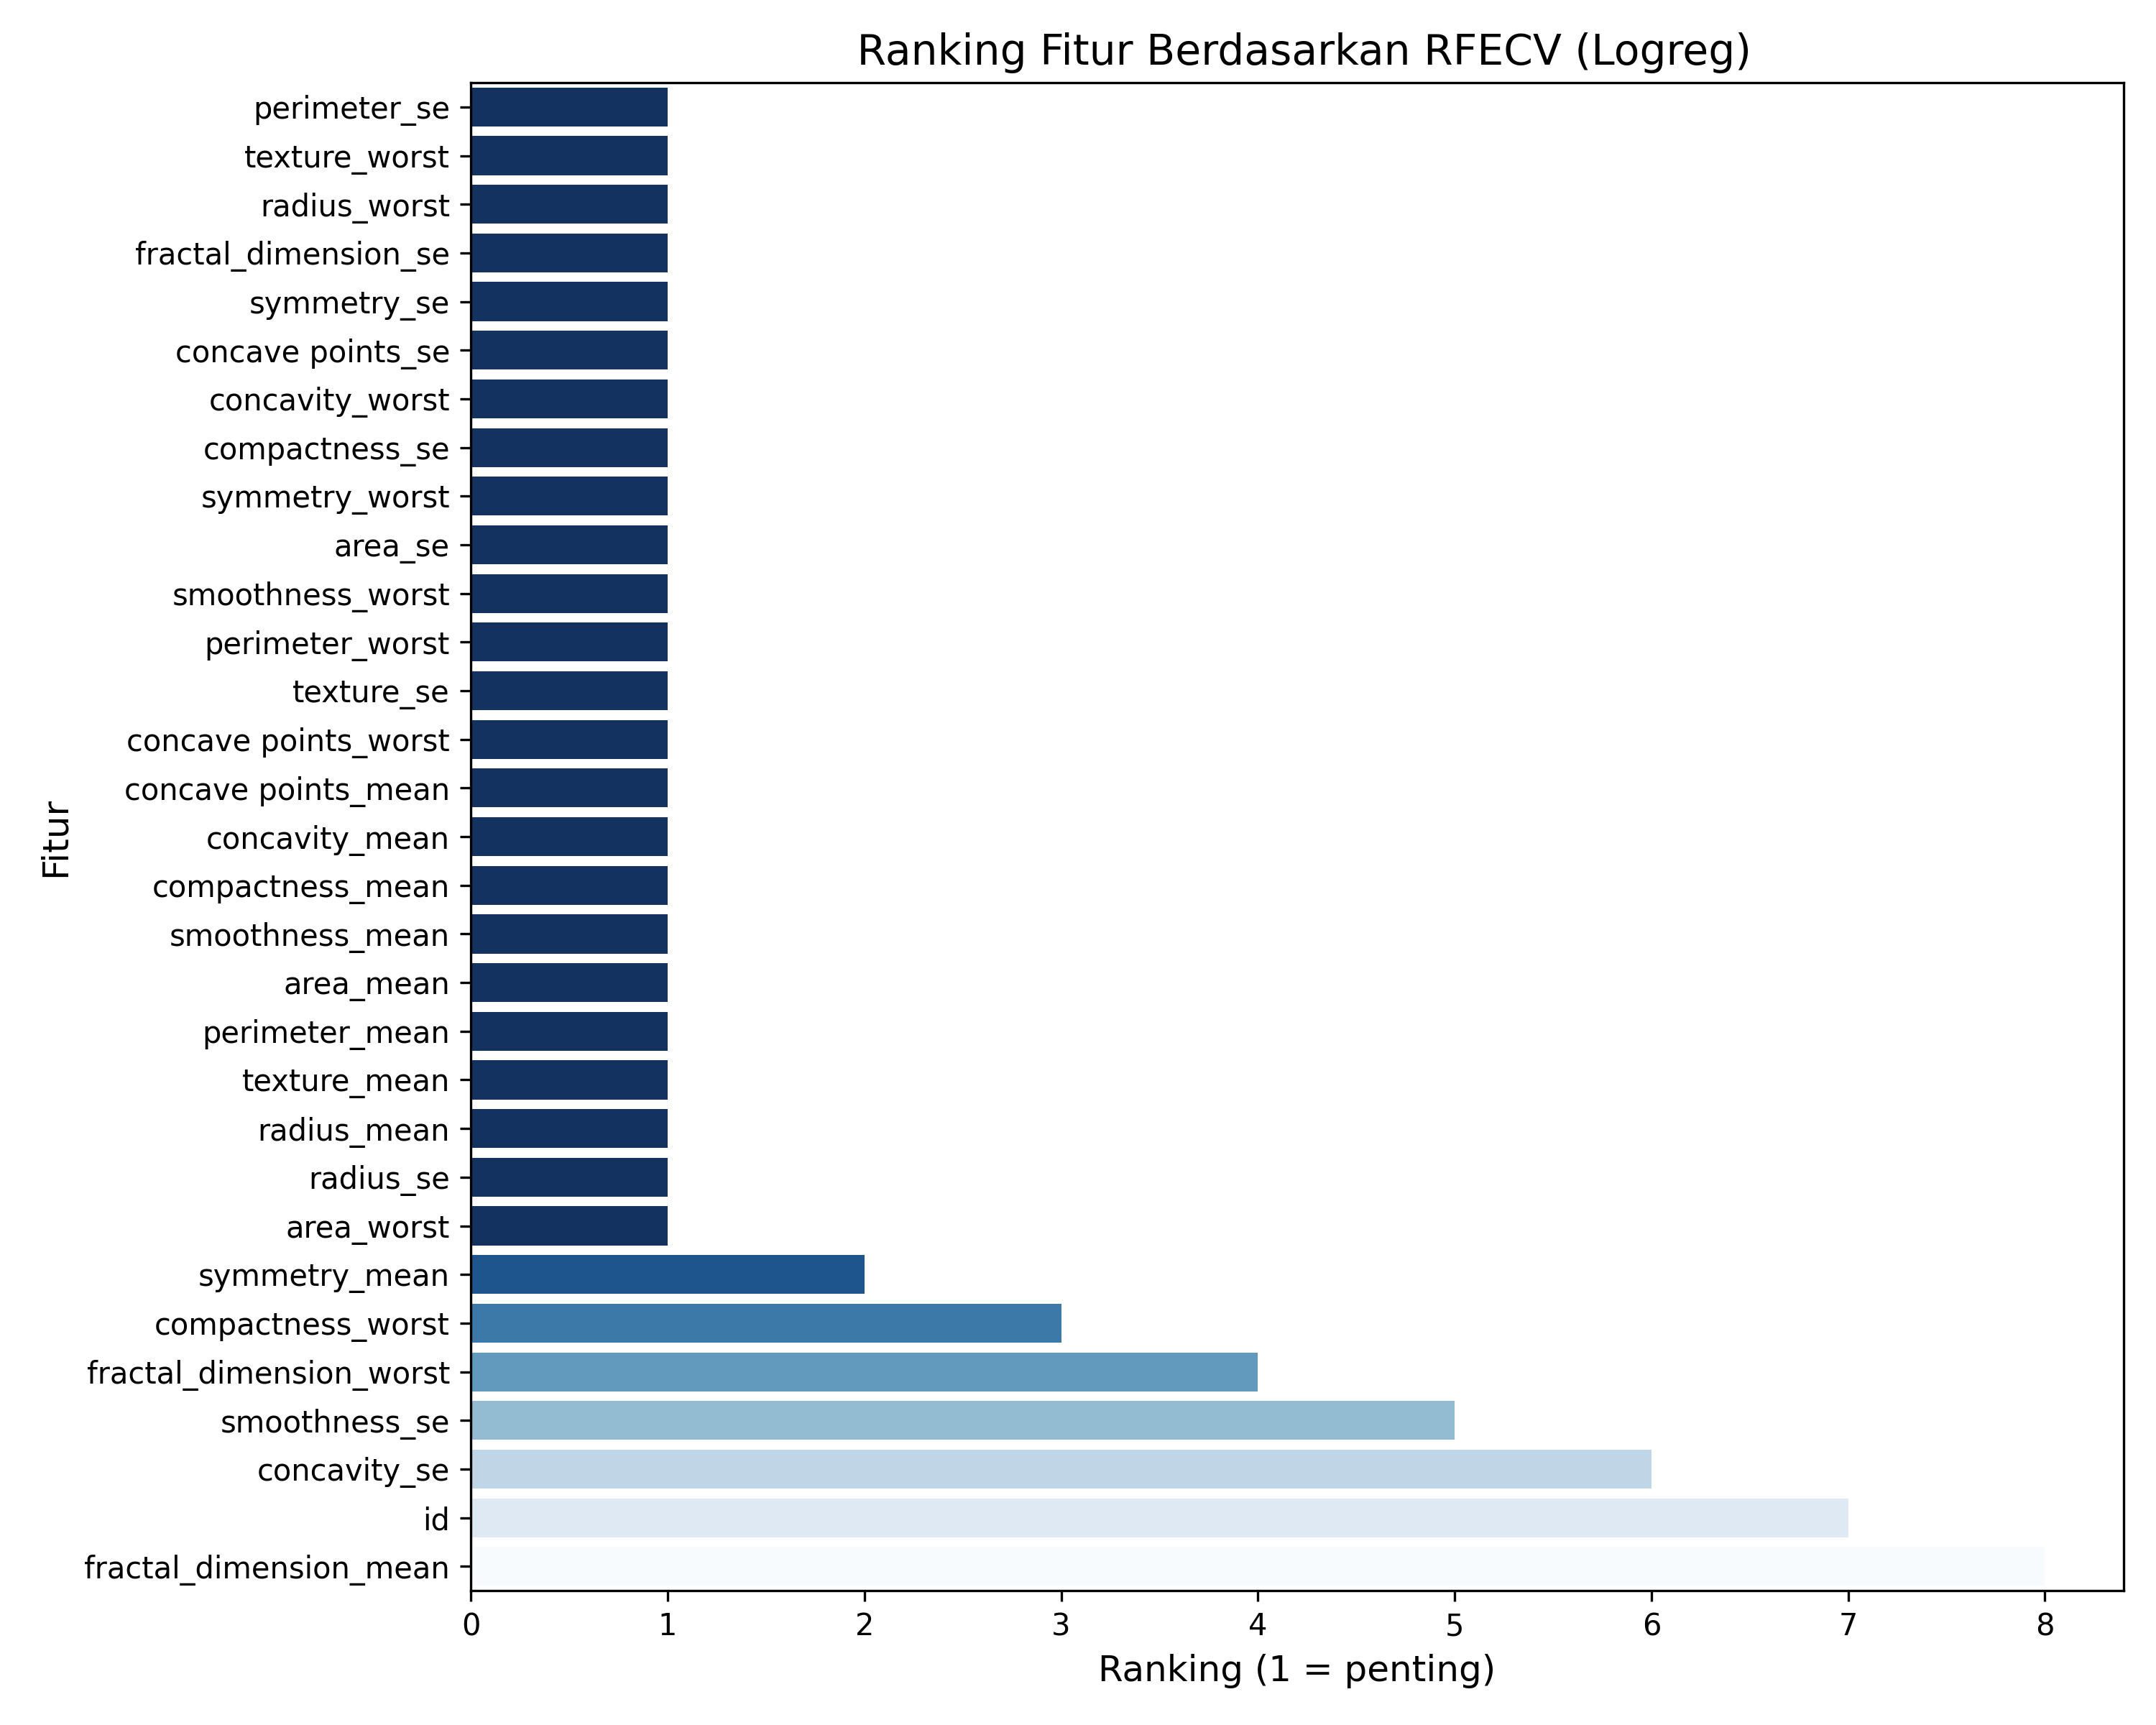 Ranking Fitur Berdasarkan RFECV (Logreg)
perimeter_se
texture_worst
radius_worst
fractal_dimension_se
symmetry_se
concave points_se
concavity_worst
compactness_se
symmetry_worst
area_se
smoothness_worst
perimeter_worst
texture_se
concave points_worst
concave points_mean
concavity_mean
compactness_mean
smoothness_mean
area_mean
perimeter_mean
texture_mean
radius_mean
radius_se
area_worst
symmetry_mean
compactness_worst
fractal_dimension_worst
smoothness_se
concavity_se
id
fractal_dimension_mean
Fitur
0 1 2 3 4 5 6 7 8
Ranking (1 = penting)